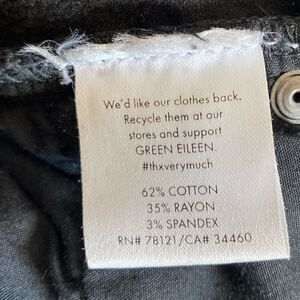 We'd like our clothes back.
Recycle them at our
stores and support
GREEN EILEEN.
#thxverymuch
62% COTTON
35% RAYON
3% SPANDEX
RN# 78121/CA# 34460